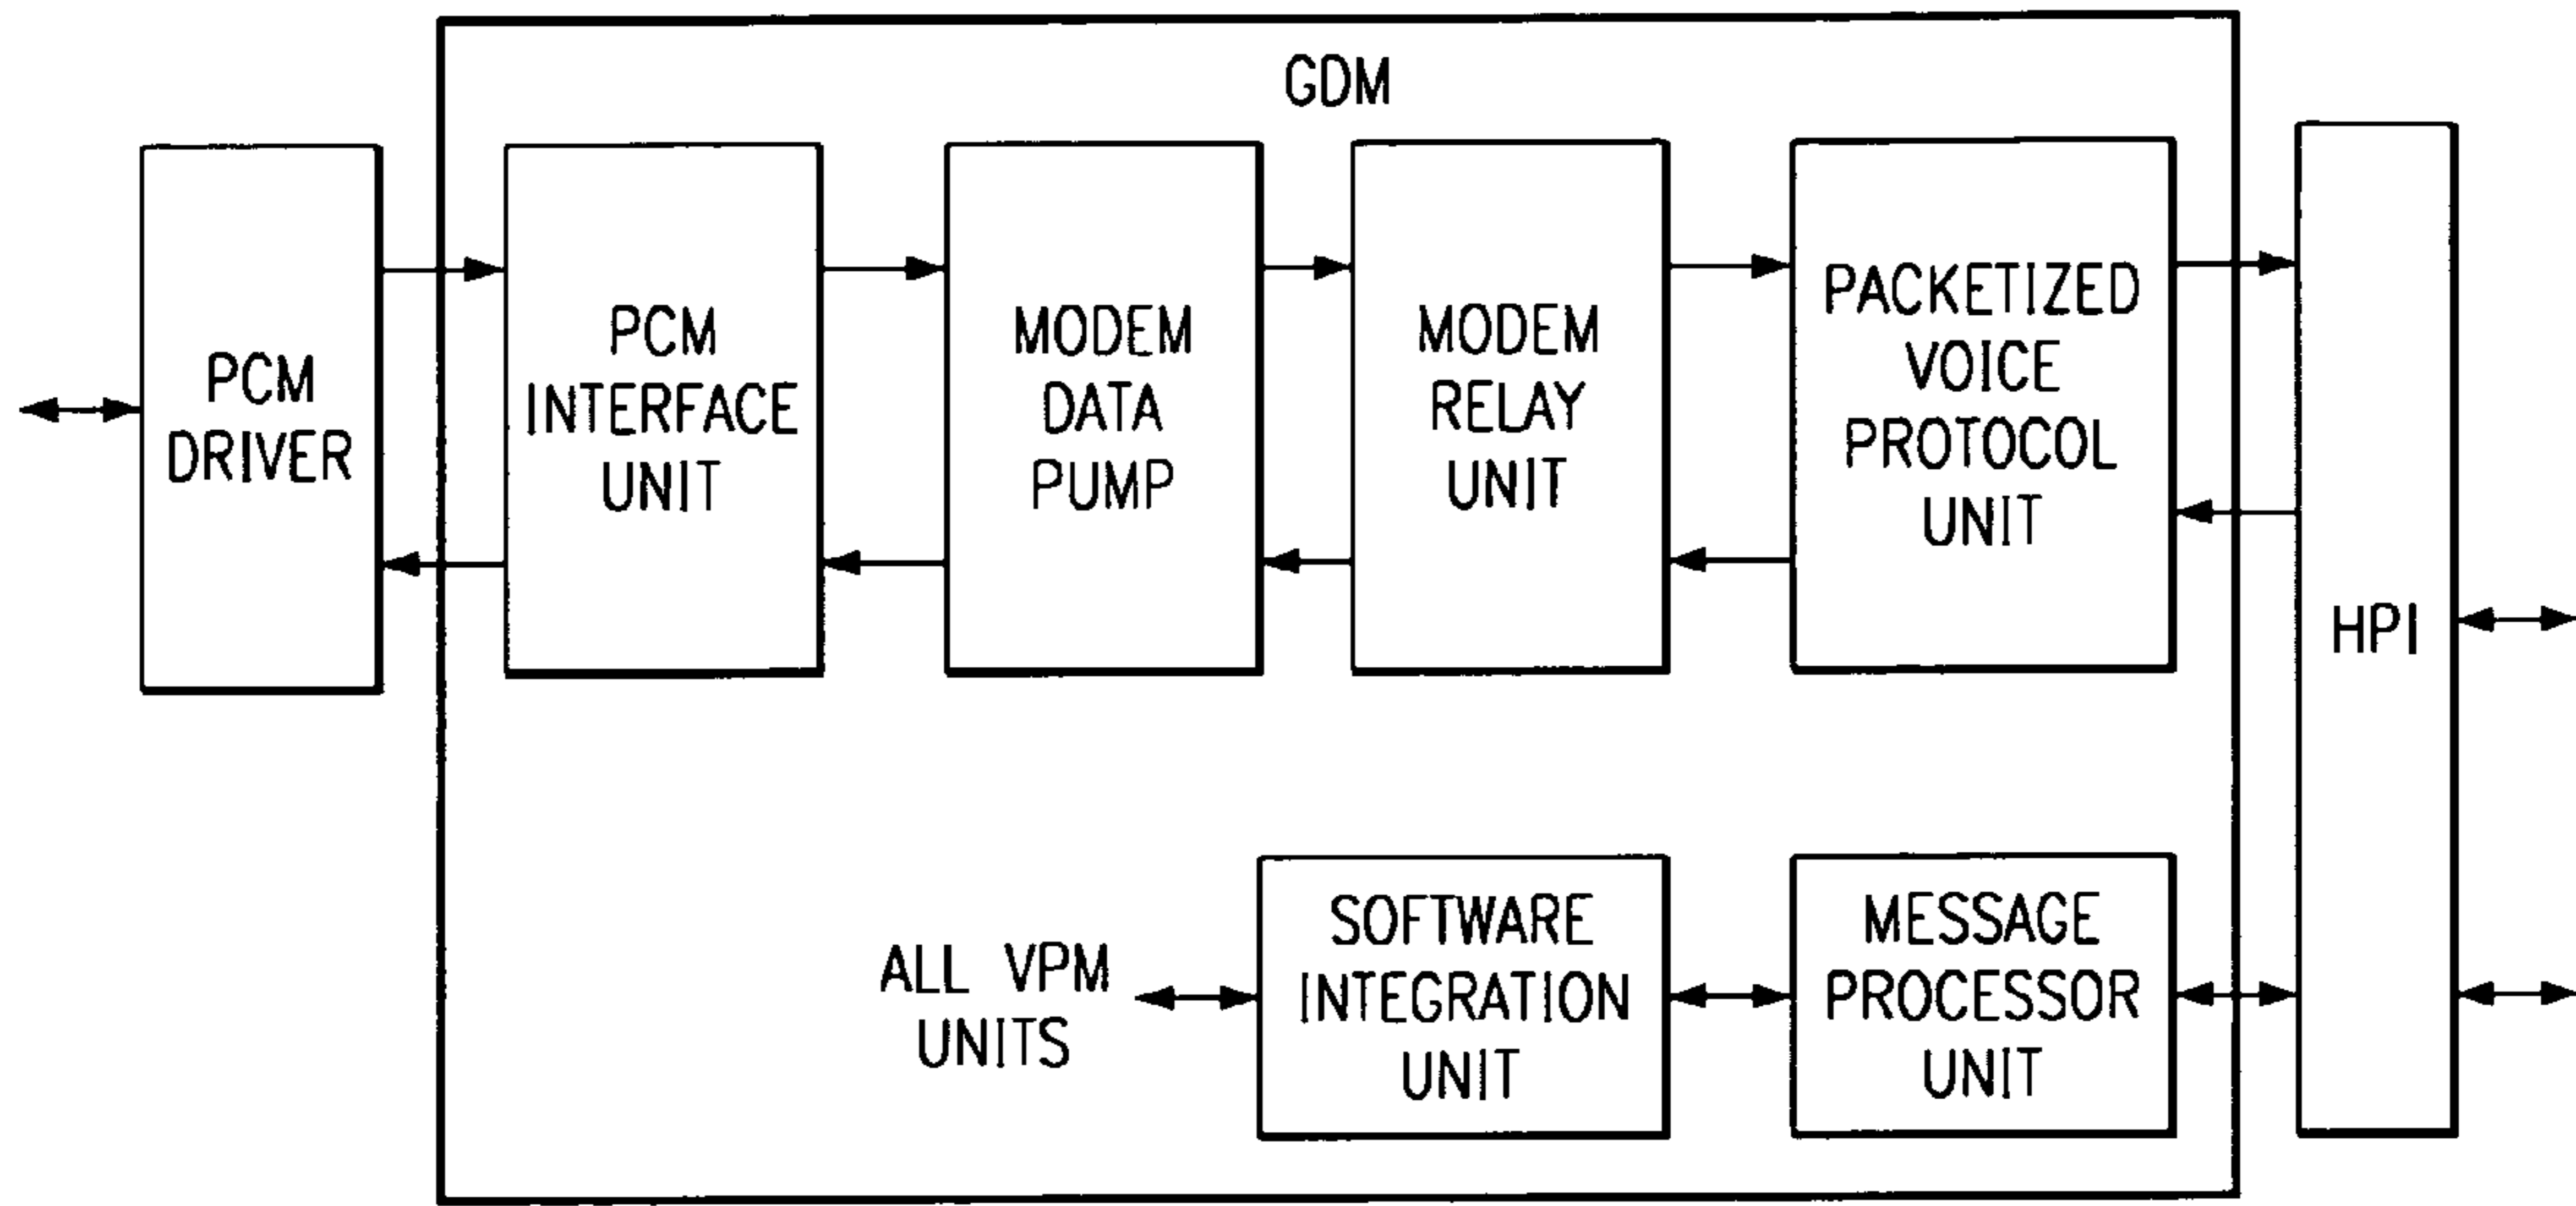 GDM
PCM
DRIVER
PCM
INTERFACE
UNIT
MODEM
DATA
PUMP
MODEM
RELAY
UNIT
PACKETIZED
VOICE
PROTOCOL
UNIT
HPI
ALL VPM
UNITS
SOFTWARE
INTEGRATION
UNIT
MESSAGE
PROCESSOR
UNIT